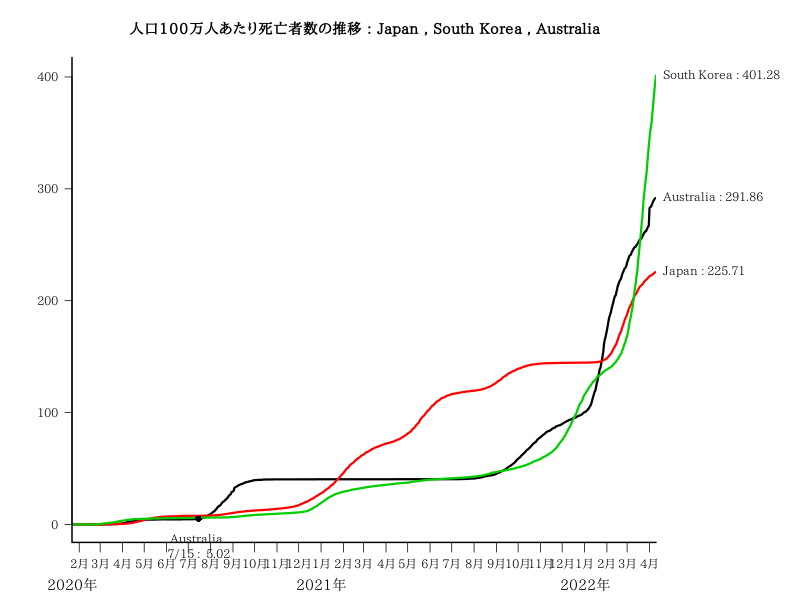 人口100万人あたり死亡者数の推移 : Japan , South Korea , Australia
400
300
200
100
0
South Korea : 401.28
Australia : 291.86
Japan : 225.71
Australia
7/15 : 5.02
2月 3月 4月 5月 6月 7月 8月 9月 10月 11月 12月 1月 2月 3月 4月 5月 6月 7月 8月 9月 10月 11月 12月 1月 2月 3月 4月
2020年 2021年 2022年